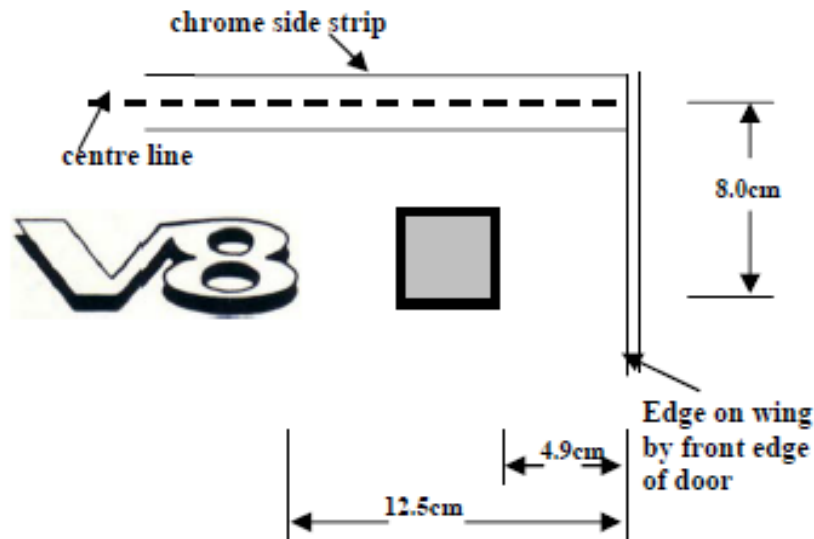 chrome side strip
centre line
8.0cm
V8
Edge on wing
by front edge
of door
4.9cm
12.5cm